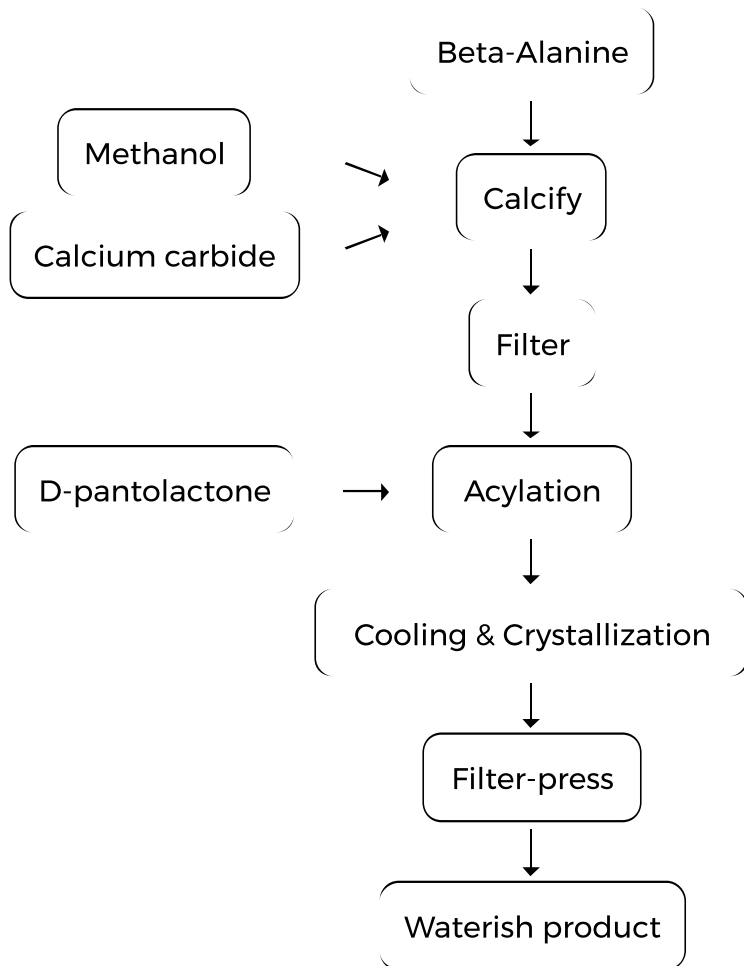 Beta-Alanine
Methanol
Calcium carbide
Calcify
Filter
D-pantolactone
Acylation
Cooling & Crystallization
Filter-press
Waterish product